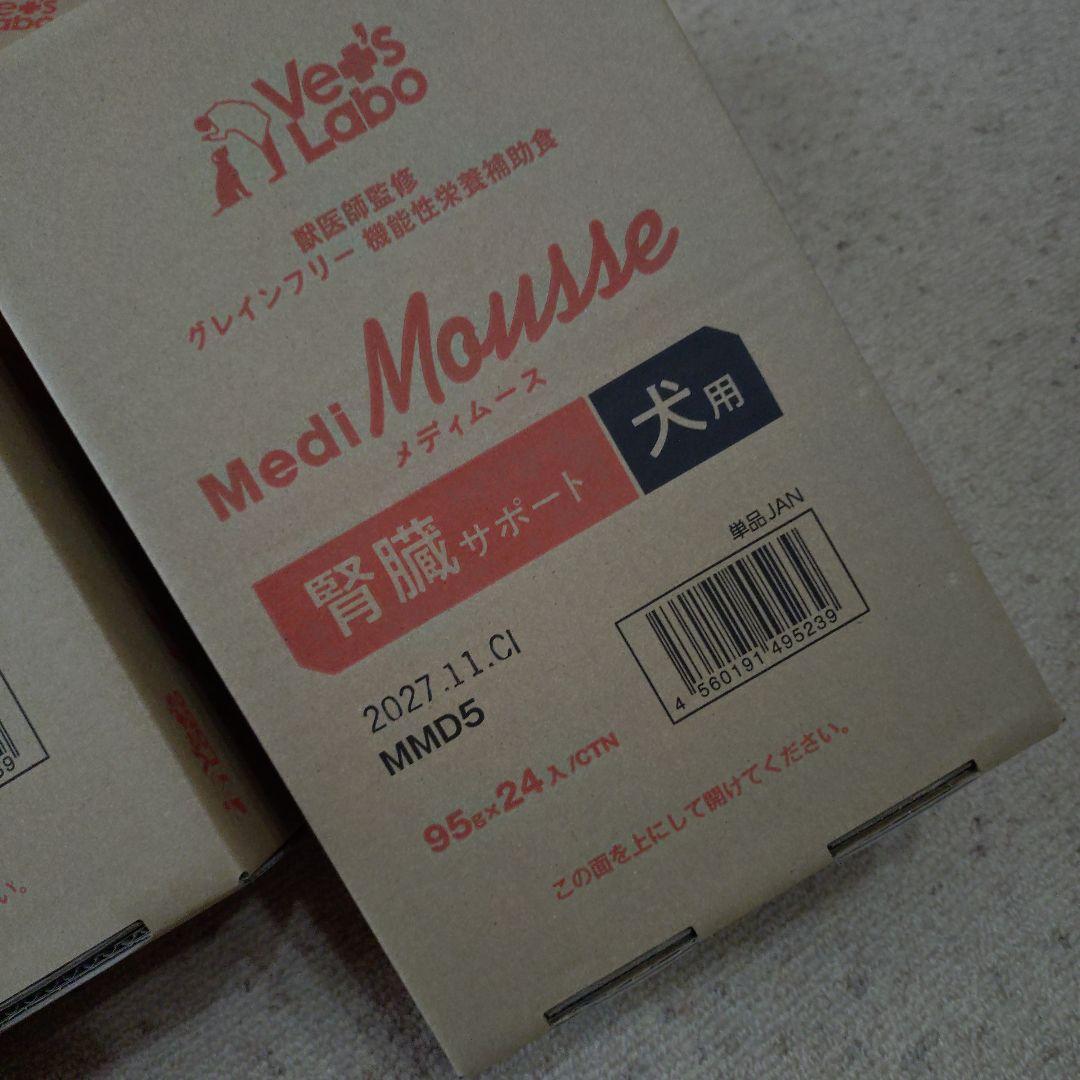 Vet's
Labo
Vet's
Labo
獣医師監修
グレインフリー 機能性栄養補助食
Medi Mousse
メディムース
腎臓サポート
犬用
単品JAN
4 560191 495239
2027.11.CI
MMD5
95g×24入/CTN
この面を上にして開けてください。